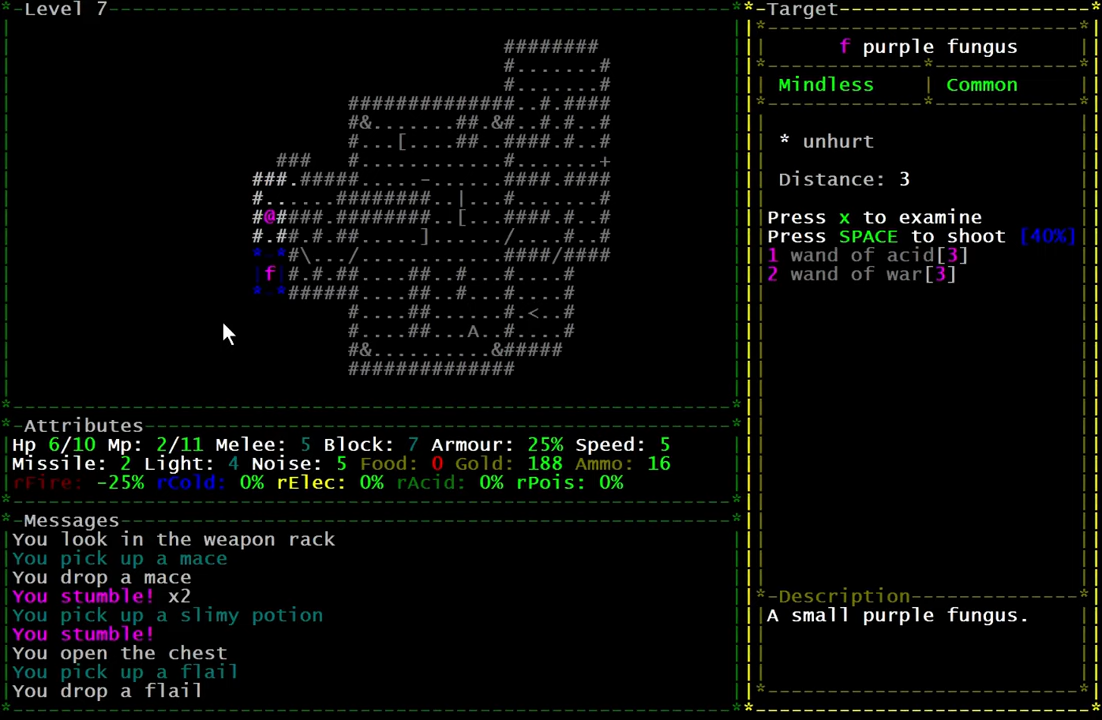 Level 7
Target
f purple fungus
Mindless | Common
* unhurt
Distance: 3
Press x to examine
Press SPACE to shoot [40%]
1 wand of acid[3]
2 wand of war[3]
########
#.......#
#.......#
##############..#.####
#&.......##.&#..#.#..#
#...[....##..####.#..#
### #............#.......+
###.#####.....-......####.####
#........########..|...#.......#
#@####.########..[...####.#..#
#.##.#.##.....]....../....#..#
* *#\.../............####/####
|f|#.#.##....##..#...#....#
*-*######....##..#...#....#
#....##......#.<..#
#....##...A..#....#
#&..........&#####
##############
Attributes
Hp 6/10 Mp: 2/11 Melee: 5 Block: 7 Armour: 25% Speed: 5
Missile: 2 Light: 4 Noise: 5 Food: 0 Gold: 188 Ammo: 16
rFire: -25% rCold: 0% rElec: 0% rAcid: 0% rPois: 0%
Messages
You look in the weapon rack
You pick up a mace
You drop a mace
You stumble! x2
You pick up a slimy potion
You stumble!
You open the chest
You pick up a flail
You drop a flail
Description
A small purple fungus.